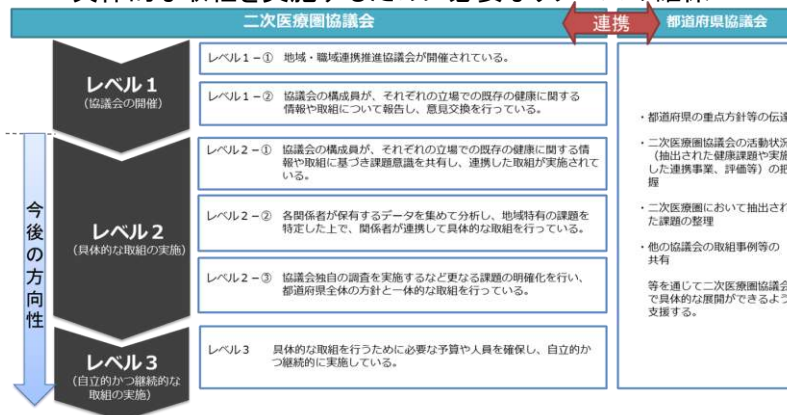 二次医療圏協議会
連携
都道府県協議会
レベル1
(協議会の開催)
レベル1-① 地域・職域連携推進協議会が開催されている。
レベル1-② 協議会の構成員が、それぞれの立場での既存の健康に関する
情報や取組について報告し、意見交換を行っている。
今後の方向性
レベル2
(具体的な取組の実施)
レベル2-① 協議会の構成員が、それぞれの立場での既存の健康に関する情
報や取組に基づき課題意識を共有し、連携した取組が実施されて
いる。
レベル2-② 各関係者が保有するデータを集めて分析し、地域特有の課題を
特定した上で、関係者が連携して具体的な取組を行っている。
レベル2-③ 協議会独自の調査を実施するなど更なる課題の明確化を行い、
都道府県全体の方針と一体的な取組を行っている。
レベル3
(自立的かつ継続的な
取組の実施)
レベル3 具体的な取組を行うために必要な予算や人員を確保し、自立的か
つ継続的に実施している。
・都道府県の重点方針等の伝達
・二次医療圏協議会の活動状況
(抽出された健康課題や実施
した連携事業、評価等)の把
握
・二次医療圏において抽出され
た課題の整理
・他の協議会の取組事例等の
共有
等を通じて二次医療圏協議会
で具体的な展開ができるよう
支援する。